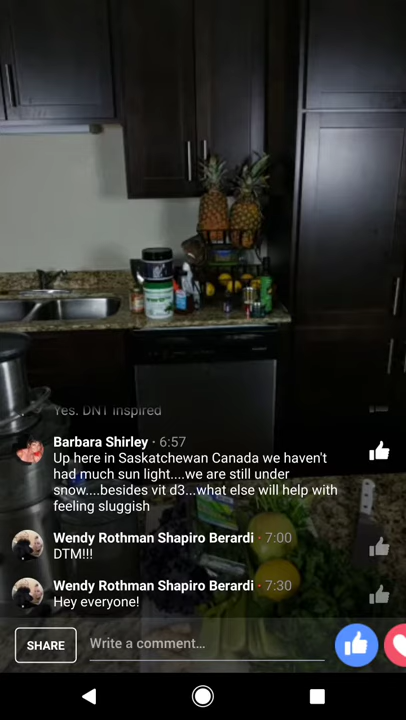 Yes. DNT Inspired
Barbara Shirley · 6:57
Up here in Saskatchewan Canada we haven't
had much sun light....we are still under
snow....besides vit d3...what else will help with
feeling sluggish
Wendy Rothman Shapiro Berardi · 7:00
DTM!!!
Wendy Rothman Shapiro Berardi · 7:30
Hey everyone!
SHARE
Write a comment...